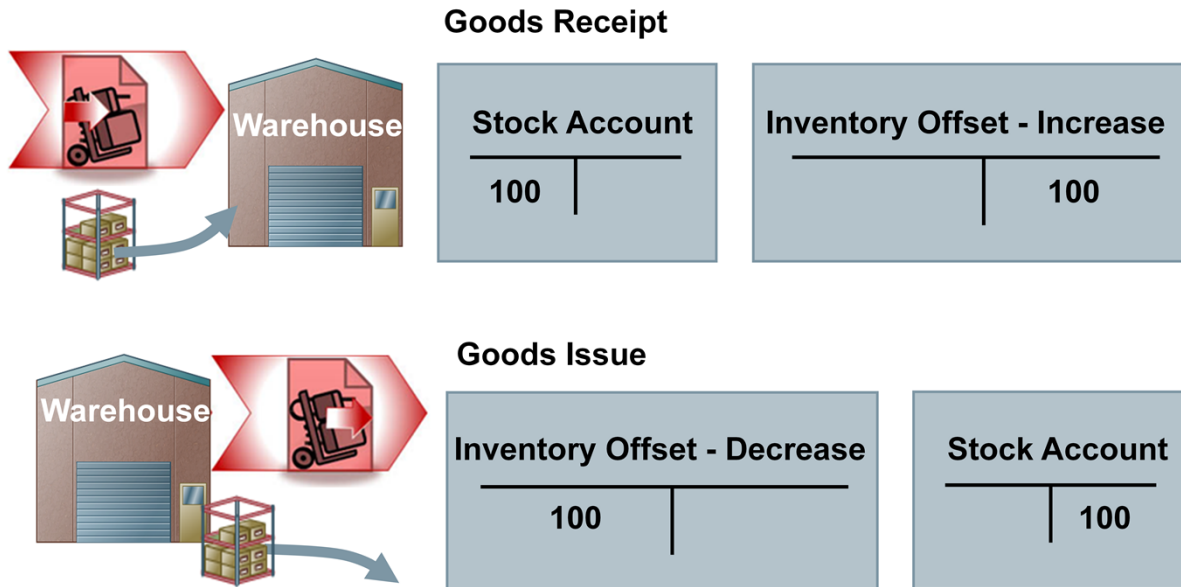 Goods Receipt
Warehouse
Stock Account
Inventory Offset - Increase
100
100
Goods Issue
Warehouse
Inventory Offset - Decrease
Stock Account
100
100